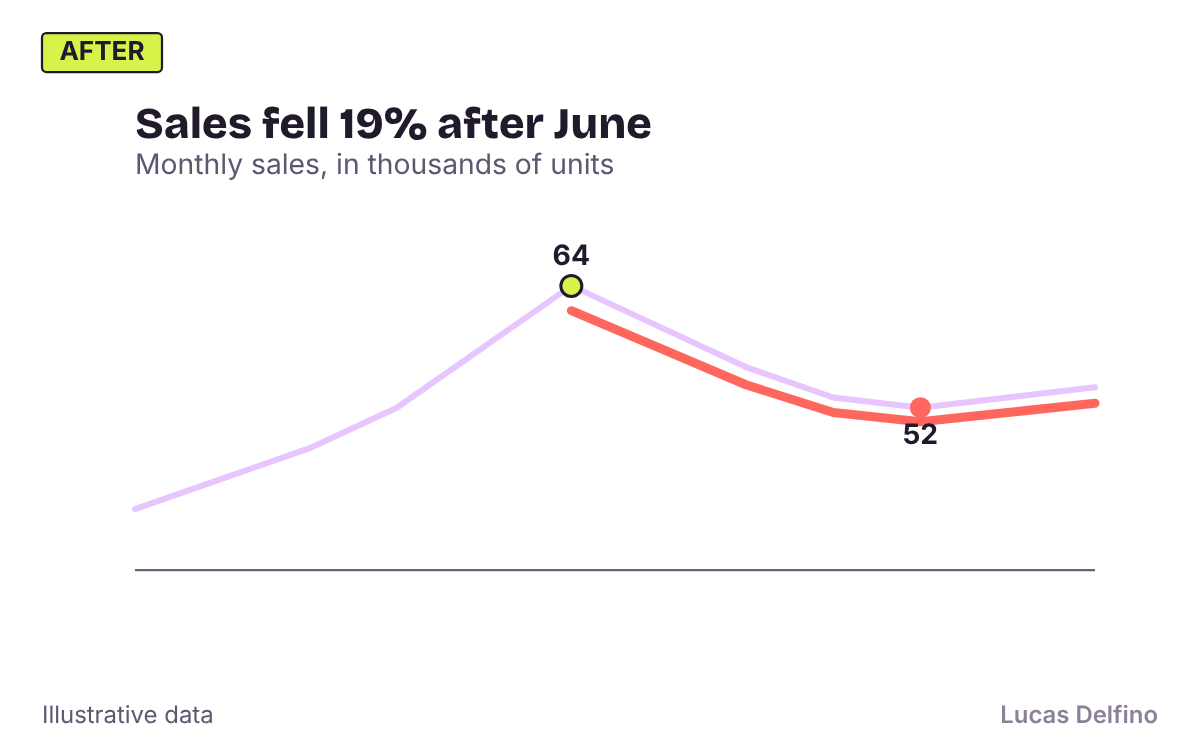 AFTER
Sales fell 19% after June
Monthly sales, in thousands of units
64
52
Illustrative data
Lucas Delfino